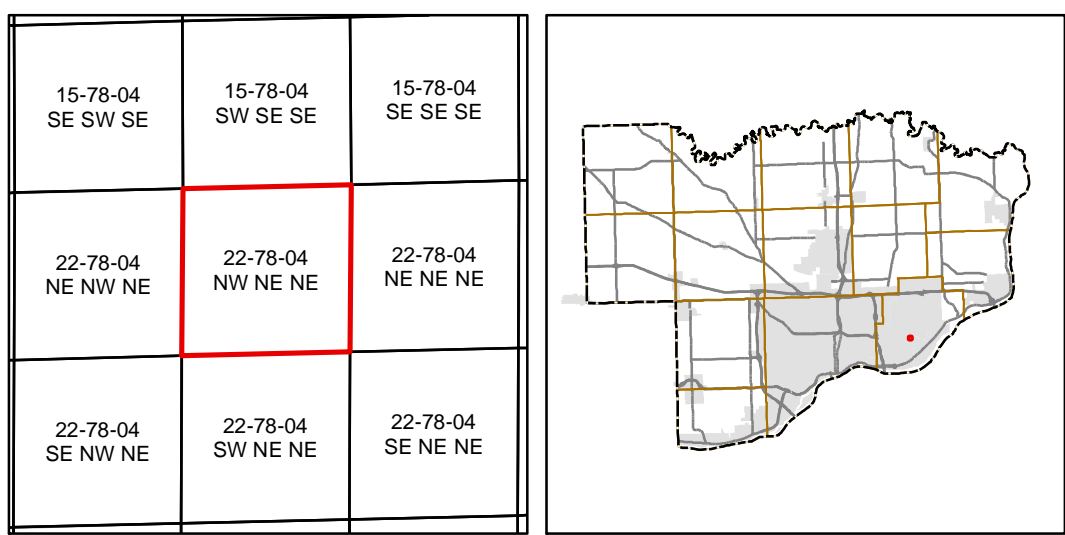 15-78-04
SE SW SE
15-78-04
SW SE SE
15-78-04
SE SE SE
22-78-04
NE NW NE
22-78-04
NW NE NE
22-78-04
NE NE NE
22-78-04
SE NW NE
22-78-04
SW NE NE
22-78-04
SE NE NE